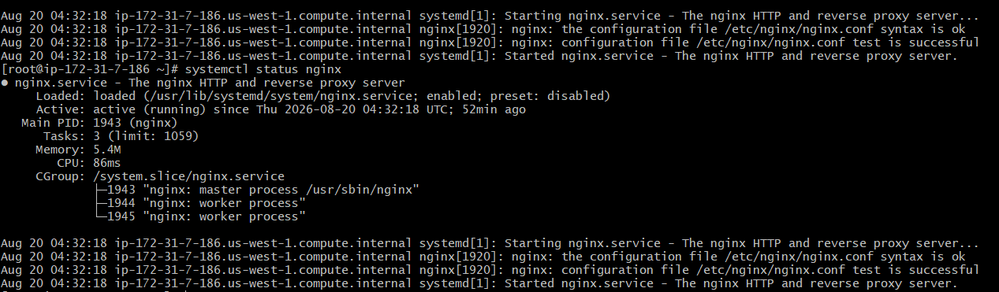 Aug 20 04:32:18 ip-172-31-7-186.us-west-1.compute.internal systemd[1]: Starting nginx.service - The nginx HTTP and reverse proxy server...
Aug 20 04:32:18 ip-172-31-7-186.us-west-1.compute.internal nginx[1920]: nginx: the configuration file /etc/nginx/nginx.conf syntax is ok
Aug 20 04:32:18 ip-172-31-7-186.us-west-1.compute.internal nginx[1920]: nginx: configuration file /etc/nginx/nginx.conf test is successful
Aug 20 04:32:18 ip-172-31-7-186.us-west-1.compute.internal systemd[1]: Started nginx.service - The nginx HTTP and reverse proxy server.
[root@ip-172-31-7-186 ~]# systemctl status nginx
● nginx.service - The nginx HTTP and reverse proxy server
     Loaded: loaded (/usr/lib/systemd/system/nginx.service; enabled; preset: disabled)
     Active: active (running) since Thu 2026-08-20 04:32:18 UTC; 52min ago
   Main PID: 1943 (nginx)
      Tasks: 3 (limit: 1059)
     Memory: 5.4M
        CPU: 86ms
     CGroup: /system.slice/nginx.service
             ├─1943 "nginx: master process /usr/sbin/nginx"
             ├─1944 "nginx: worker process"
             └─1945 "nginx: worker process"
Aug 20 04:32:18 ip-172-31-7-186.us-west-1.compute.internal systemd[1]: Starting nginx.service - The nginx HTTP and reverse proxy server...
Aug 20 04:32:18 ip-172-31-7-186.us-west-1.compute.internal nginx[1920]: nginx: the configuration file /etc/nginx/nginx.conf syntax is ok
Aug 20 04:32:18 ip-172-31-7-186.us-west-1.compute.internal nginx[1920]: nginx: configuration file /etc/nginx/nginx.conf test is successful
Aug 20 04:32:18 ip-172-31-7-186.us-west-1.compute.internal systemd[1]: Started nginx.service - The nginx HTTP and reverse proxy server.